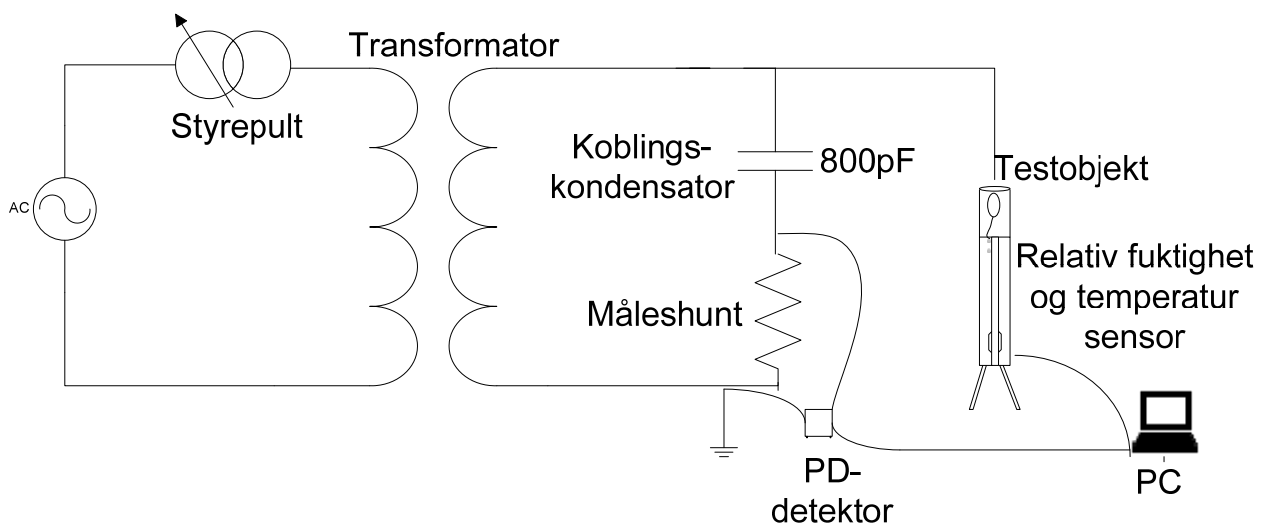 Transformator
Styrepult
AC
Koblings-
kondensator
800pF
Testobjekt
Relativ fuktighet
og temperatur
sensor
Måleshunt
PD-
detektor
PC